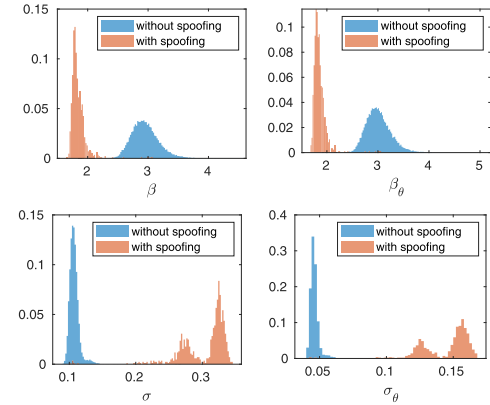 0.15
0.1
0.05
0
without spoofing
with spoofing
2
3
4
β
0.1
0.08
0.06
0.04
0.02
0
without spoofing
with spoofing
2
3
4
5
β_θ
0.15
0.1
0.05
0
without spoofing
with spoofing
0.1
0.2
0.3
σ
0.4
0.3
0.2
0.1
0
without spoofing
with spoofing
0.05
0.1
0.15
σ_θ